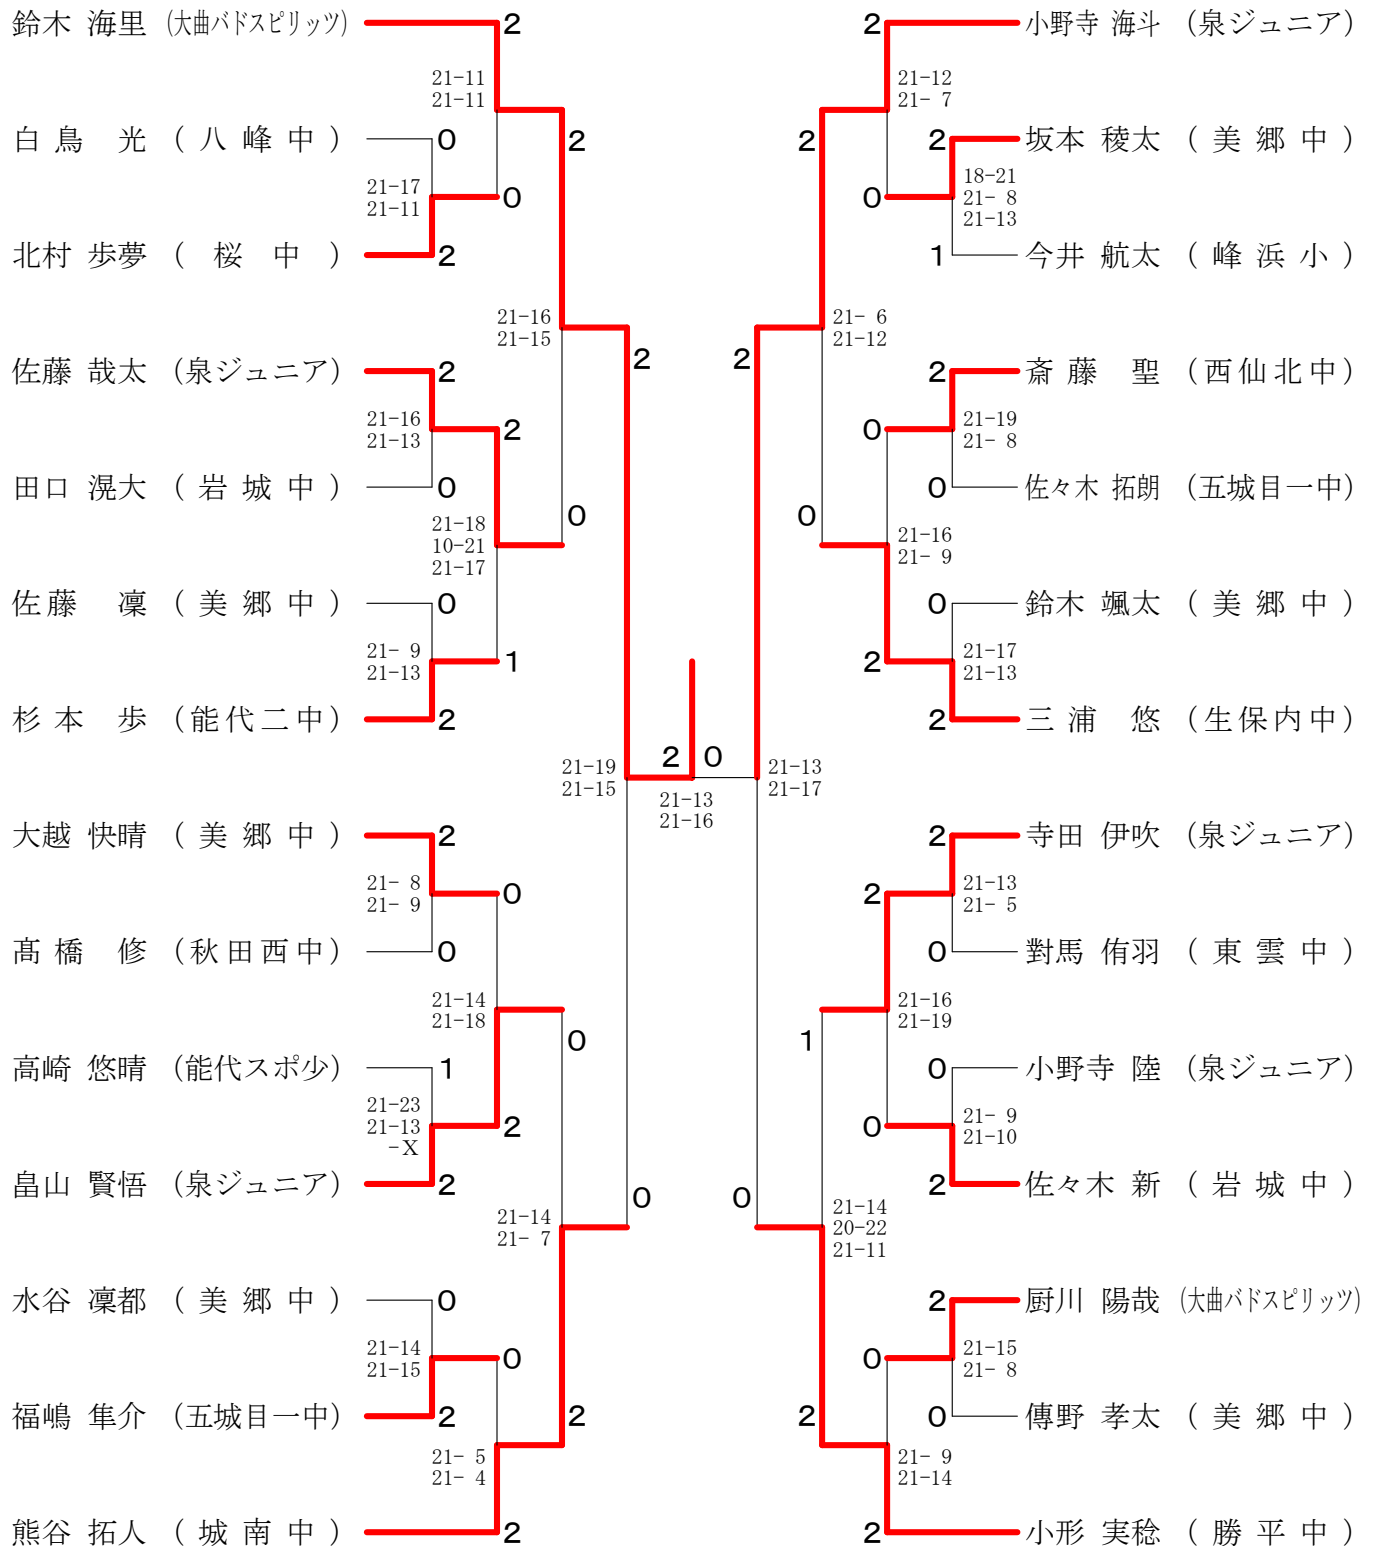 鈴木 海里 (大曲バドスピリッツ) 2
21-11
21-11
白鳥 光 (八峰中) 0
2
21-17
21-11
0
北村 歩夢 (桜中) 2
21-16
21-15
2
佐藤 哉太 (泉ジュニア) 2
21-16
21-13
2
田口 滉大 (岩城中) 0
0
21-18
10-21
21-17
佐藤 凜 (美郷中) 0
21- 9
21-13
1
杉本 歩 (能代二中) 2
21-19
21-15
大越 快晴 (美郷中) 2
21- 8
21- 9
0
髙橋 修 (秋田西中) 0
21-14
21-18
0
高崎 悠晴 (能代スポ少) 1
21-23
21-13
-X
2
畠山 賢悟 (泉ジュニア) 2
0
21-14
21- 7
水谷 凜都 (美郷中) 0
21-14
21-15
0
福嶋 隼介 (五城目一中) 2
2
21- 5
21- 4
熊谷 拓人 (城南中) 2
2 0
21-13
21-16
2 小野寺 海斗 (泉ジュニア)
21-12
21- 7
2
2 坂本 稜太 (美郷中)
18-21
21- 8
21-13
0
1 今井 航太 (峰浜小)
21- 6
21-12
2
2 斎藤 聖 (西仙北中)
21-19
21- 8
0
0 佐々木 拓朗 (五城目一中)
0
21-16
21- 9
0 鈴木 颯太 (美郷中)
21-17
21-13
2
2 三浦 悠 (生保内中)
21-13
21-17
2 寺田 伊吹 (泉ジュニア)
21-13
21- 5
2
0 對馬 侑羽 (東雲中)
21-16
21-19
1
0 小野寺 陸 (泉ジュニア)
21- 9
21-10
0
2 佐々木 新 (岩城中)
0
21-14
20-22
21-11
2 厨川 陽哉 (大曲バドスピリッツ)
21-15
21- 8
0
0 傳野 孝太 (美郷中)
2
21- 9
21-14
2 小形 実稔 (勝平中)